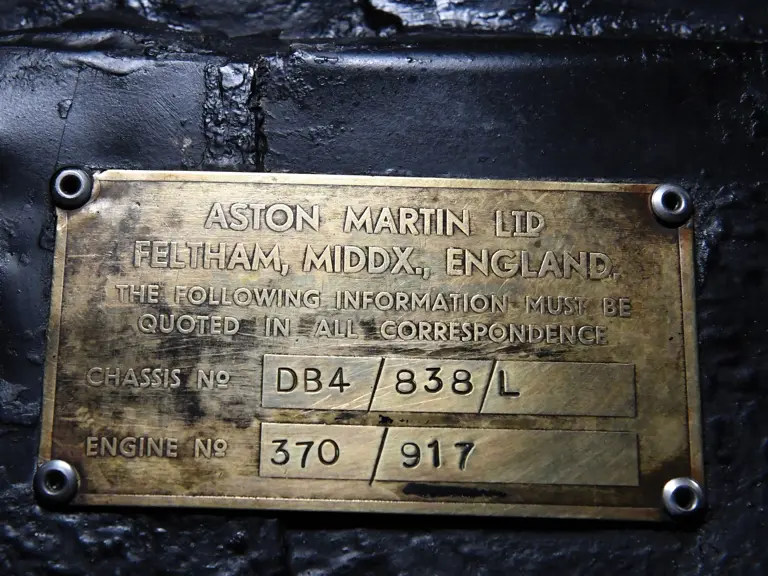 ASTON MARTIN LTD
FELTHAM, MIDDX., ENGLAND.
THE FOLLOWING INFORMATION MUST BE
QUOTED IN ALL CORRESPONDENCE
CHASSIS Nº DB4/838/L
ENGINE Nº 370/917